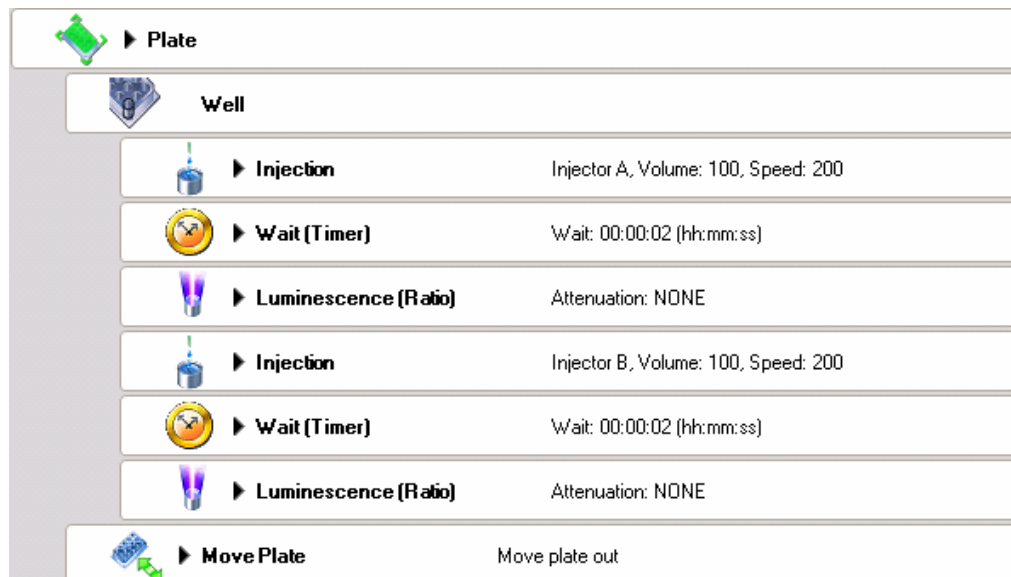 Plate
Well
Injection Injector A, Volume: 100, Speed: 200
Wait (Timer) Wait: 00:00:02 (hh:mm:ss)
Luminescence (Ratio) Attenuation: NONE
Injection Injector B, Volume: 100, Speed: 200
Wait (Timer) Wait: 00:00:02 (hh:mm:ss)
Luminescence (Ratio) Attenuation: NONE
Move Plate Move plate out